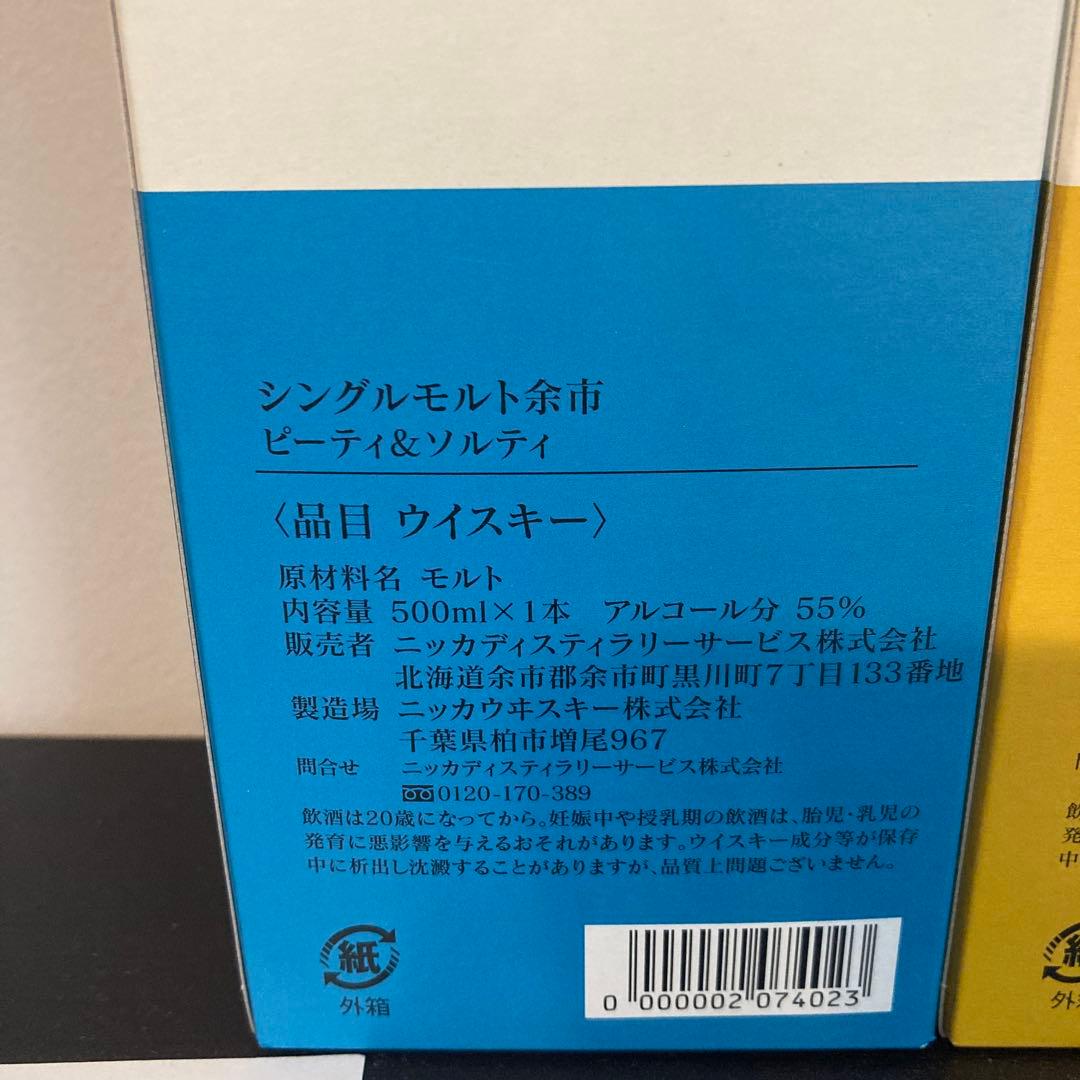 シングルモルト余市
ピーティ&ソルティ
〈品目 ウイスキー〉
原材料名 モルト
内容量 500ml×1本 アルコール分 55%
販売者 ニッカディスティラリーサービス株式会社
北海道余市郡余市町黒川町7丁目133番地
製造場 ニッカウヰスキー株式会社
千葉県柏市増尾967
問合せ ニッカディスティラリーサービス株式会社
0120-170-389
飲酒は20歳になってから。妊娠中や授乳期の飲酒は、胎児・乳児の
発育に悪影響を与えるおそれがあります。ウイスキー成分等が保存
中に析出し沈澱することがありますが、品質上問題ございません。
紙
外箱
0 000002 074023
発
中